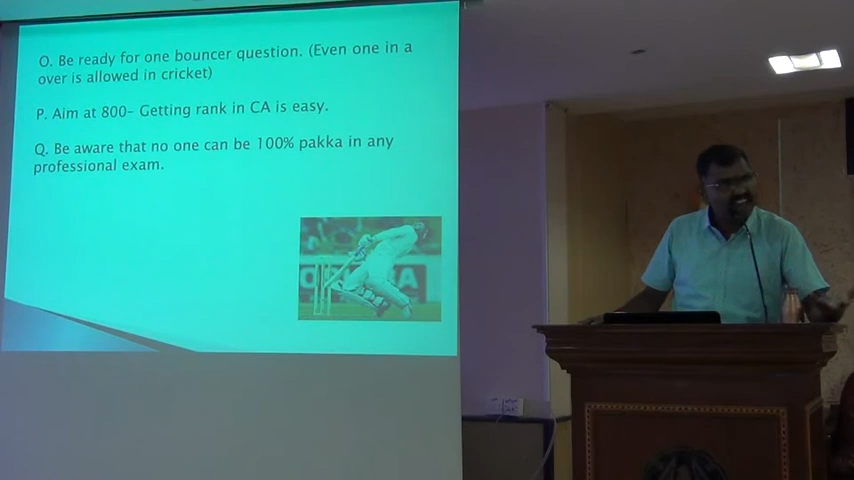 O. Be ready for one bouncer question. (Even one in a
over is allowed in cricket)
P. Aim at 800- Getting rank in CA is easy.
Q. Be aware that no one can be 100% pakka in any
professional exam.